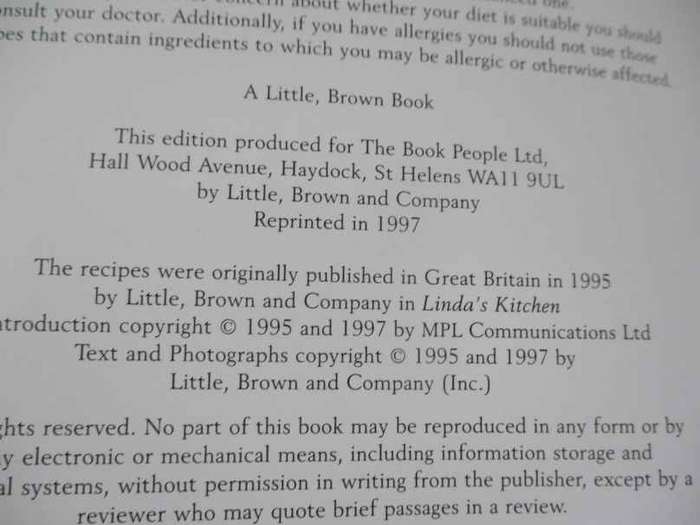 about whether your diet is suitable you should
nsult your doctor. Additionally, if you have allergies you should not use those
pes that contain ingredients to which you may be allergic or otherwise affected.
A Little, Brown Book
This edition produced for The Book People Ltd,
Hall Wood Avenue, Haydock, St Helens WA11 9UL
by Little, Brown and Company
Reprinted in 1997
The recipes were originally published in Great Britain in 1995
by Little, Brown and Company in Linda's Kitchen
ntroduction copyright © 1995 and 1997 by MPL Communications Ltd
Text and Photographs copyright © 1995 and 1997 by
Little, Brown and Company (Inc.)
ghts reserved. No part of this book may be reproduced in any form or by
y electronic or mechanical means, including information storage and
al systems, without permission in writing from the publisher, except by a
reviewer who may quote brief passages in a review.